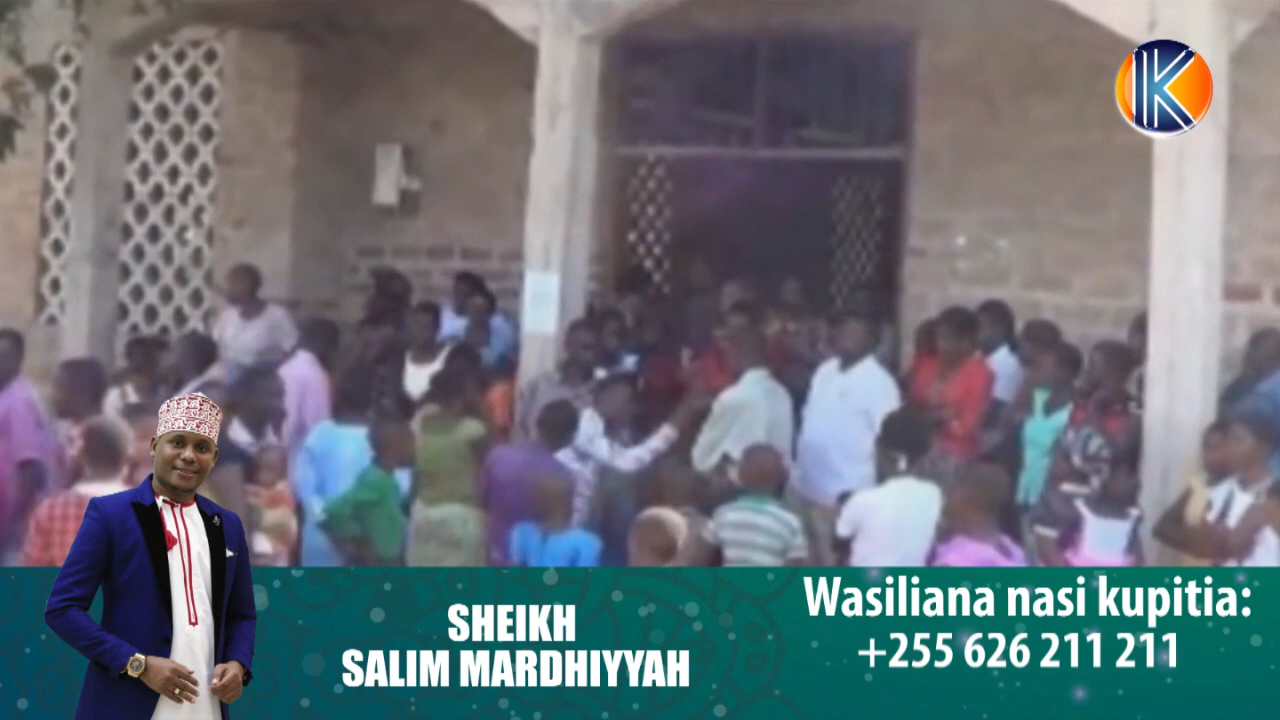 K
SHEIKH
SALIM MARDHIYYAH
Wasiliana nasi kupitia:
+255 626 211 211